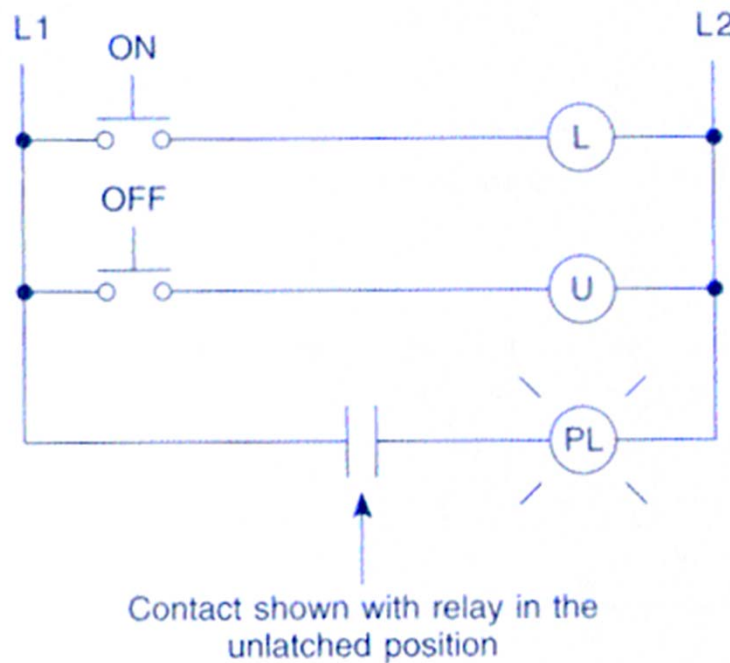 L1
L2
ON
L
OFF
U
PL
Contact shown with relay in the
unlatched position